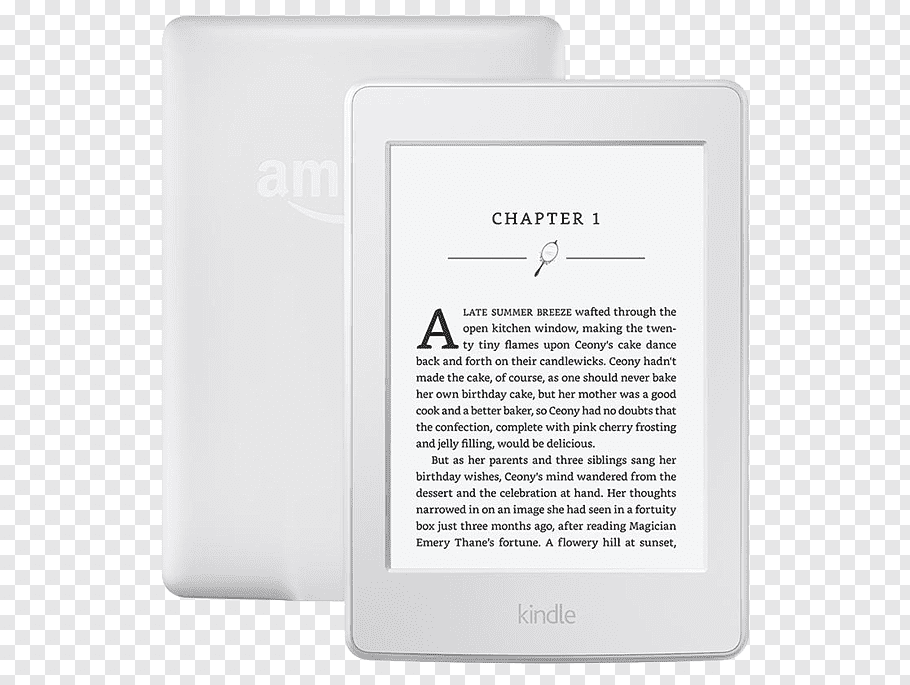 am
CHAPTER 1
A LATE SUMMER BREEZE wafted through the
open kitchen window, making the twen-
ty tiny flames upon Ceony's cake dance
back and forth on their candlewicks. Ceony hadn't
made the cake, of course, as one should never bake
her own birthday cake, but her mother was a good
cook and a better baker, so Ceony had no doubts that
the confection, complete with pink cherry frosting
and jelly filling, would be delicious.
But as her parents and three siblings sang her
birthday wishes, Ceony's mind wandered from the
dessert and the celebration at hand. Her thoughts
narrowed in on an image she had seen in a fortuity
box just three months ago, after reading Magician
Emery Thane's fortune. A flowery hill at sunset,
kindle